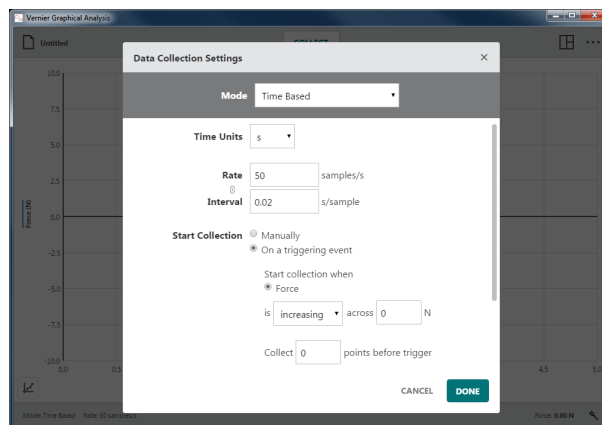 Vernier Graphical Analysis
Untitled
COLLECT
Data Collection Settings
Mode Time Based
Time Units s
Rate 50 samples/s
Interval 0.02 s/sample
Start Collection Manually
On a triggering event
Start collection when
Force
is increasing across 0 N
Collect 0 points before trigger
CANCEL DONE
Force (N)
10.0
7.5
5.0
2.5
0.0
-2.5
-5.0
-7.5
-10.0
0.0 0.5 4.5 5.0
Mode: Time Based Rate: 50 samples/s Force: 0.00 N